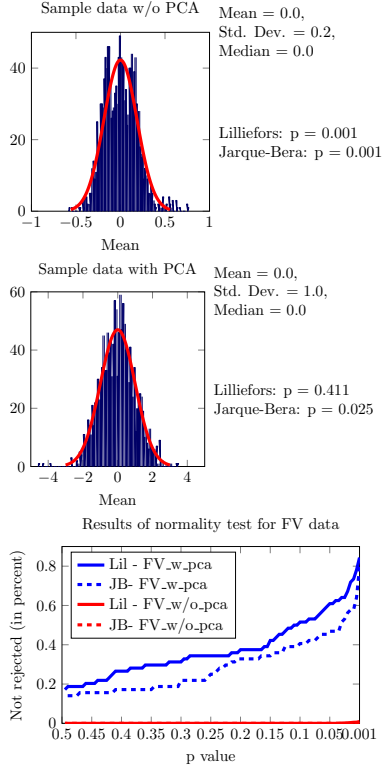 Sample data w/o PCA
Mean = 0.0,
Std. Dev. = 0.2,
Median = 0.0
Lilliefors: p = 0.001
Jarque-Bera: p = 0.001
40
20
0
−1 −0.5 0 0.5 1
Mean
Sample data with PCA
Mean = 0.0,
Std. Dev. = 1.0,
Median = 0.0
Lilliefors: p = 0.411
Jarque-Bera: p = 0.025
60
40
20
0
−4 −2 0 2 4
Mean
Results of normality test for FV data
Not rejected (in percent)
0.8
0.6
0.4
0.2
0
Lil - FV_w_pca
JB- FV_w_pca
Lil - FV_w/o_pca
JB- FV_w/o_pca
0.5 0.45 0.4 0.35 0.3 0.25 0.2 0.15 0.1 0.05 0.001
p value